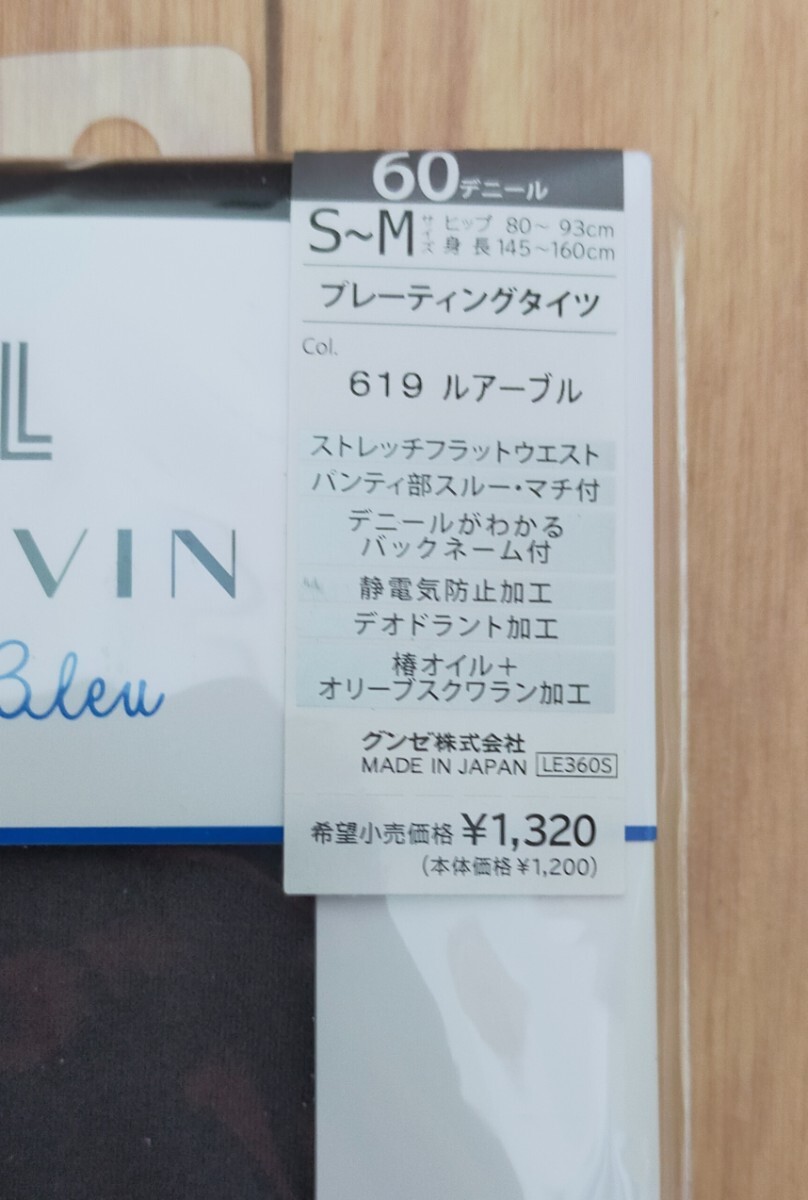 60デニール
S~M サイズ ヒップ 80~93cm
身長 145~160cm
プレーティングタイツ
Col.
619 ルアーブル
ストレッチフラットウエスト
パンティ部スルー・マチ付
デニールがわかる
バックネーム付
静電気防止加工
デオドラント加工
椿オイル+
オリーブスクワラン加工
グンゼ株式会社
MADE IN JAPAN LE360S
希望小売価格 ¥1,320
(本体価格¥1,200)
L
VIN
Bleu